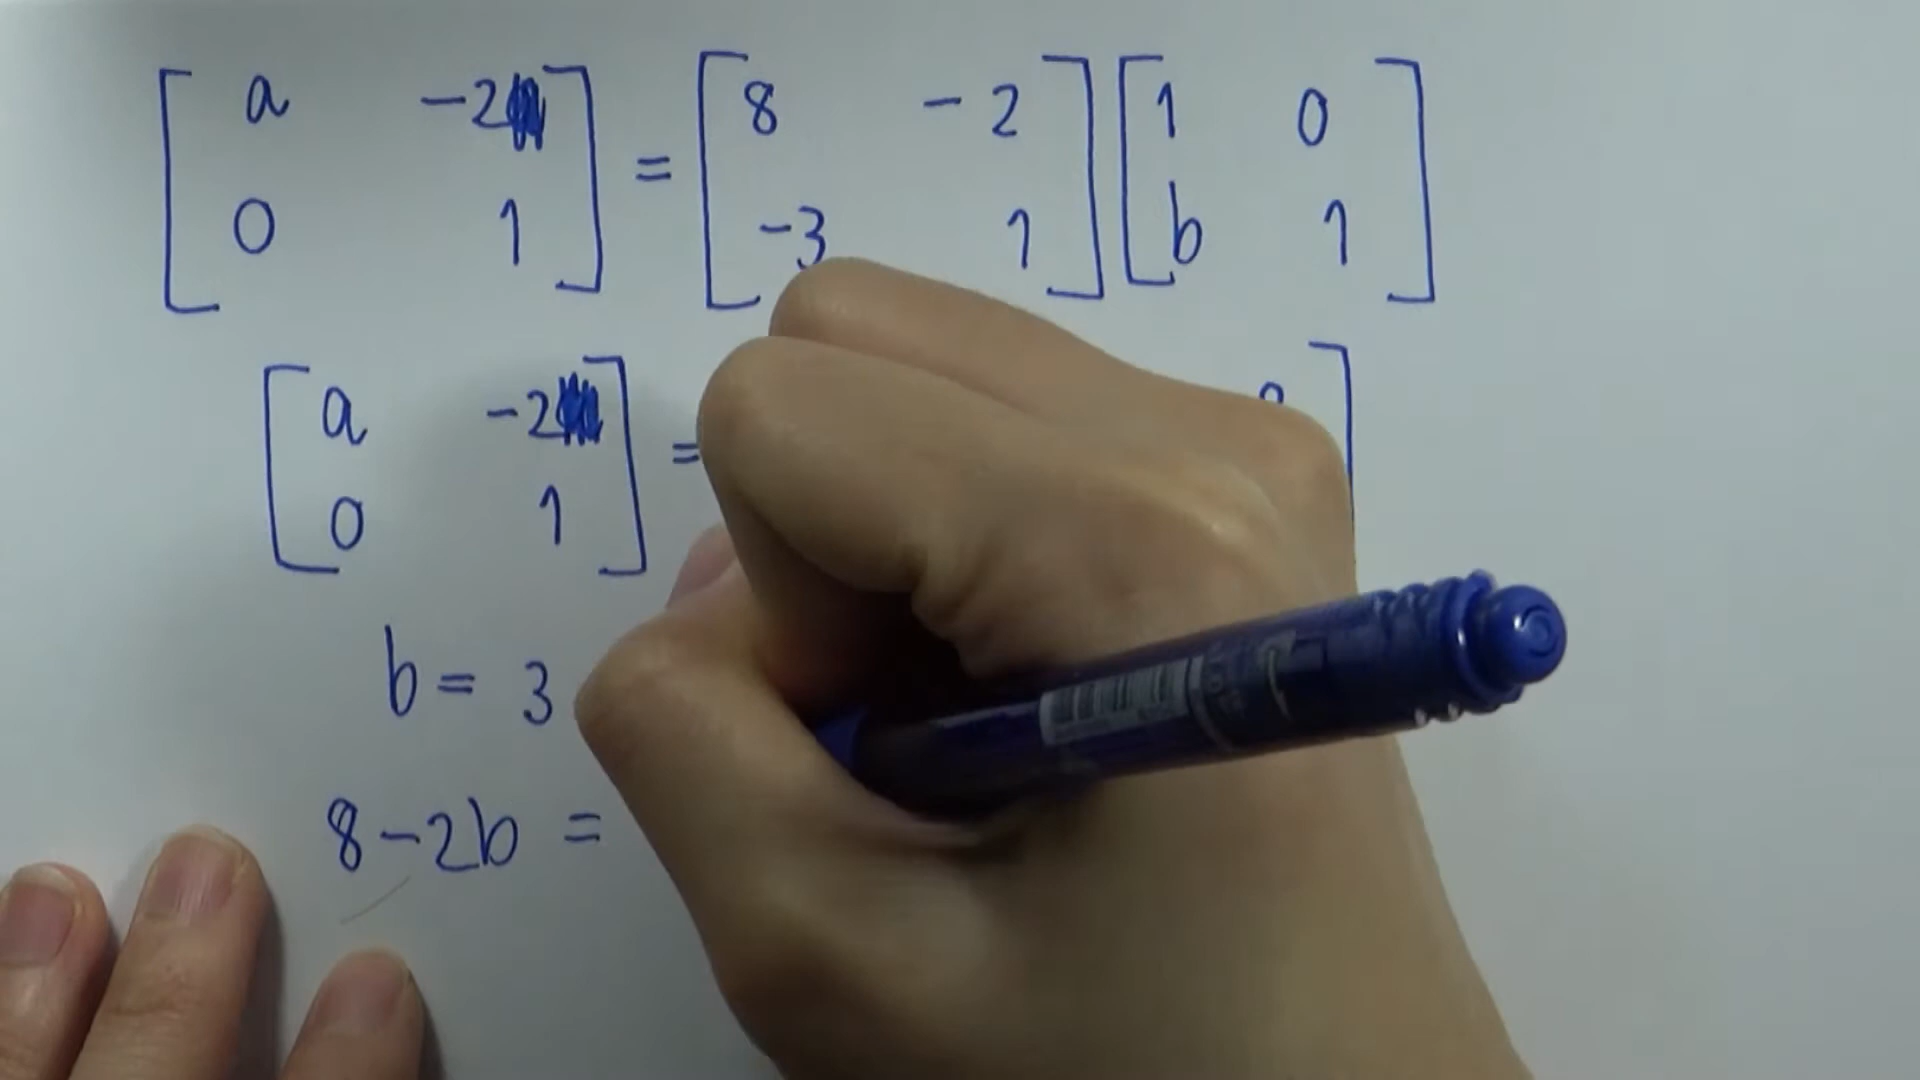 [ a -2 ] = [ 8 -2 ] [ 1 0 ]
[ 0 1 ] [ -3 1 ] [ b 1 ]
[ a -2 ] =
[ 0 1 ]
b = 3
8-2b =